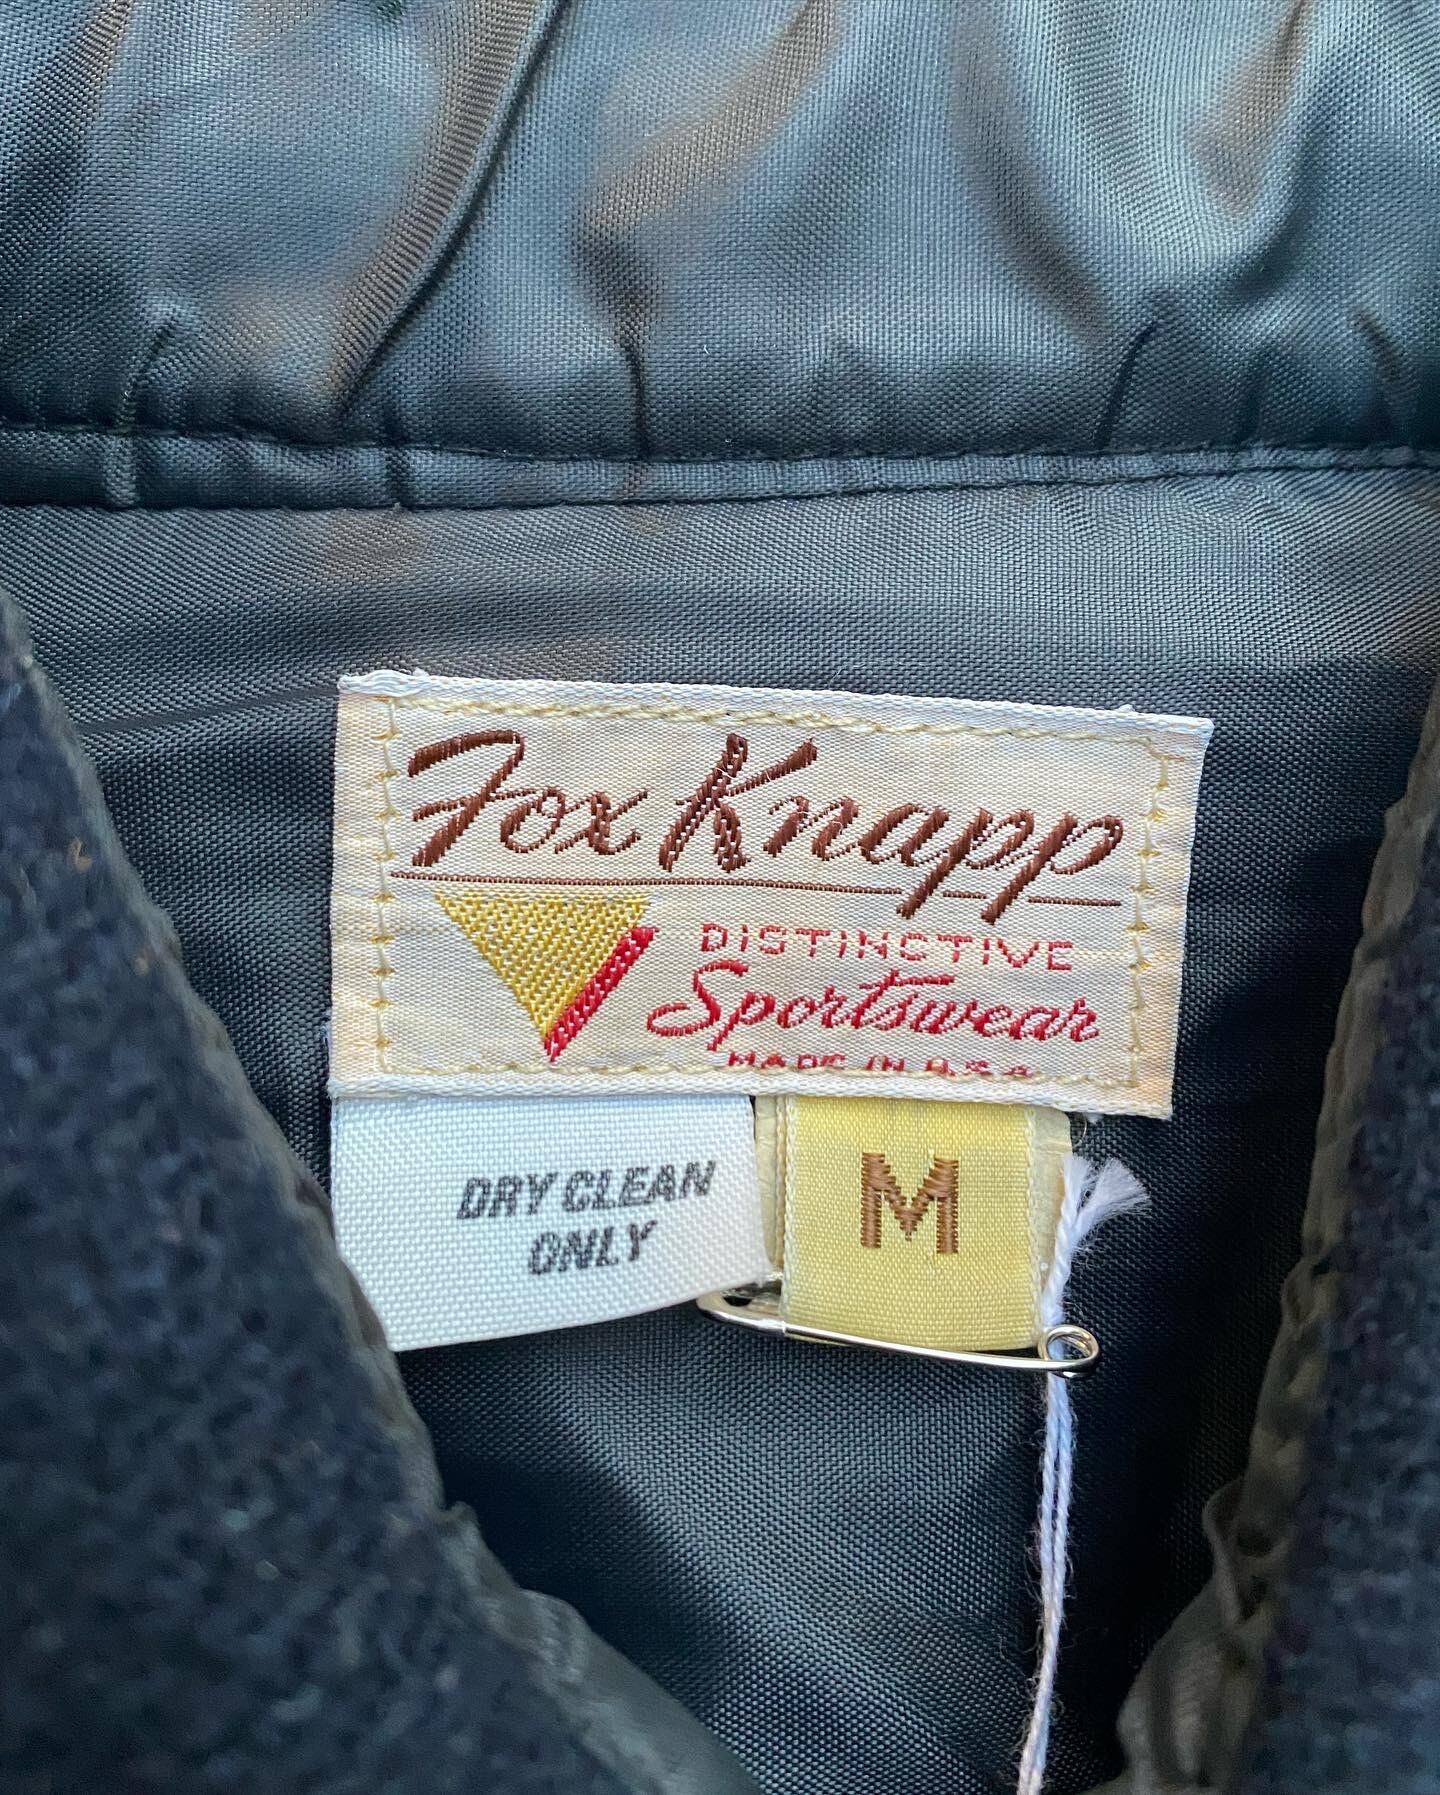 Fox Knapp
DISTINCTIVE
Sportswear
MADE IN U.S.A.
DRY CLEAN
ONLY
M